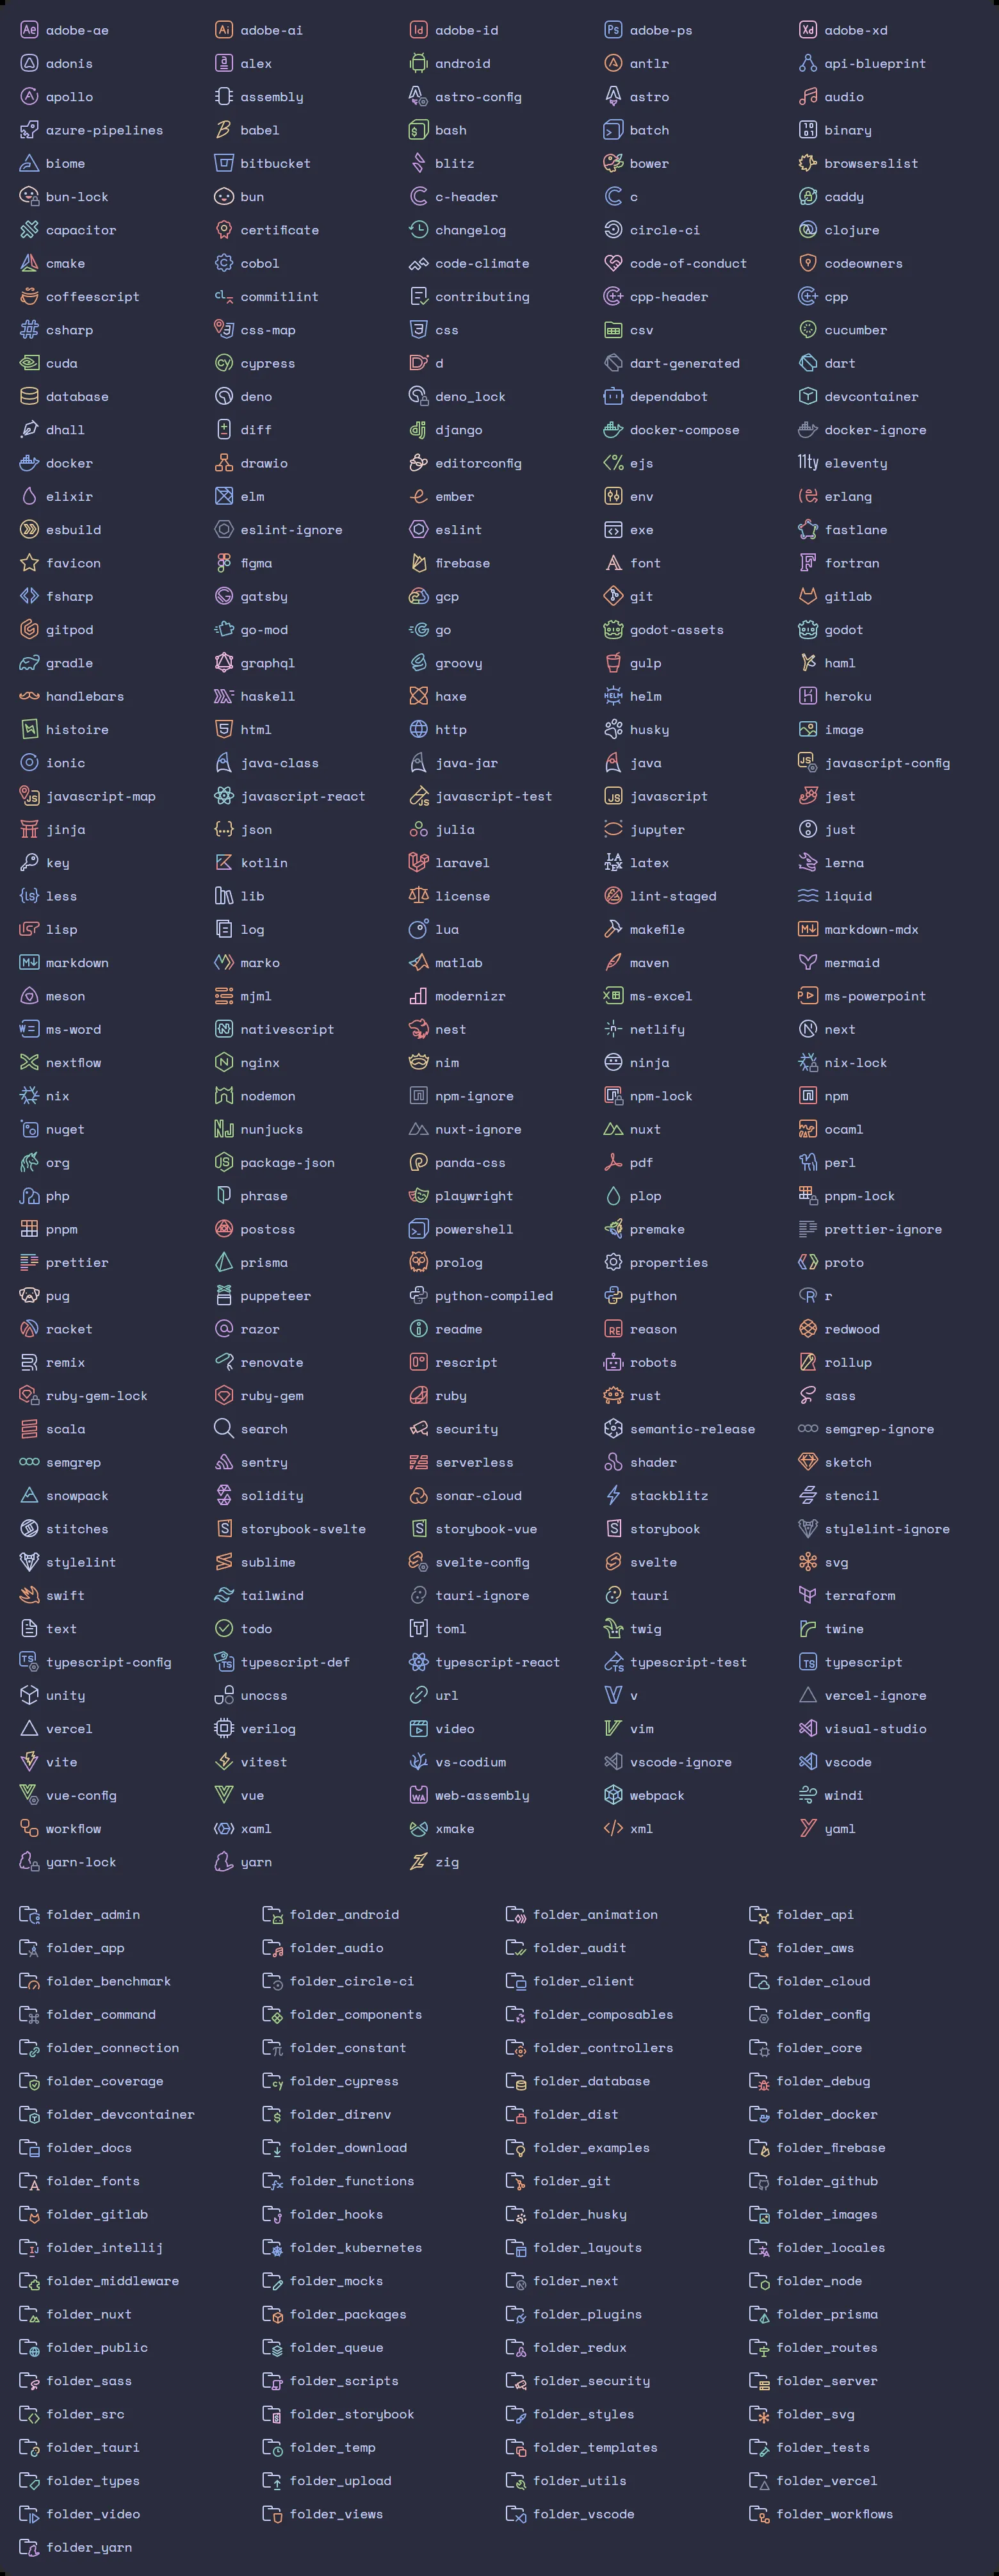 adobe-ae adobe-ai adobe-id adobe-ps adobe-xd
adonis alex android antlr api-blueprint
apollo assembly astro-config astro audio
azure-pipelines babel bash batch binary
biome bitbucket blitz bower browserslist
bun-lock bun c-header c caddy
capacitor certificate changelog circle-ci clojure
cmake cobol code-climate code-of-conduct codeowners
coffeescript commitlint contributing cpp-header cpp
csharp css-map css csv cucumber
cuda cypress d dart-generated dart
database deno deno_lock dependabot devcontainer
dhall diff django docker-compose docker-ignore
docker drawio editorconfig ejs eleventy
elixir elm ember env erlang
esbuild eslint-ignore eslint exe fastlane
favicon figma firebase font fortran
fsharp gatsby gcp git gitlab
gitpod go-mod go godot-assets godot
gradle graphql groovy gulp haml
handlebars haskell haxe helm heroku
histoire html http husky image
ionic java-class java-jar java javascript-config
javascript-map javascript-react javascript-test javascript jest
jinja json julia jupyter just
key kotlin laravel latex lerna
less lib license lint-staged liquid
lisp log lua makefile markdown-mdx
markdown marko matlab maven mermaid
meson mjml modernizr ms-excel ms-powerpoint
ms-word nativescript nest netlify next
nextflow nginx nim ninja nix-lock
nix nodemon npm-ignore npm-lock npm
nuget nunjucks nuxt-ignore nuxt ocaml
org package-json panda-css pdf perl
php phrase playwright plop pnpm-lock
pnpm postcss powershell premake prettier-ignore
prettier prisma prolog properties proto
pug puppeteer python-compiled python r
racket razor readme reason redwood
remix renovate rescript robots rollup
ruby-gem-lock ruby-gem ruby rust sass
scala search security semantic-release semgrep-ignore
semgrep sentry serverless shader sketch
snowpack solidity sonar-cloud stackblitz stencil
stitches storybook-svelte storybook-vue storybook stylelint-ignore
stylelint sublime svelte-config svelte svg
swift tailwind tauri-ignore tauri terraform
text todo toml twig twine
typescript-config typescript-def typescript-react typescript-test typescript
unity unocss url v vercel-ignore
vercel verilog video vim visual-studio
vite vitest vs-codium vscode-ignore vscode
vue-config vue web-assembly webpack windi
workflow xaml xmake xml yaml
yarn-lock yarn zig
folder_admin folder_android folder_animation folder_api
folder_app folder_audio folder_audit folder_aws
folder_benchmark folder_circle-ci folder_client folder_cloud
folder_command folder_components folder_composables folder_config
folder_connection folder_constant folder_controllers folder_core
folder_coverage folder_cypress folder_database folder_debug
folder_devcontainer folder_direnv folder_dist folder_docker
folder_docs folder_download folder_examples folder_firebase
folder_fonts folder_functions folder_git folder_github
folder_gitlab folder_hooks folder_husky folder_images
folder_intellij folder_kubernetes folder_layouts folder_locales
folder_middleware folder_mocks folder_next folder_node
folder_nuxt folder_packages folder_plugins folder_prisma
folder_public folder_queue folder_redux folder_routes
folder_sass folder_scripts folder_security folder_server
folder_src folder_storybook folder_styles folder_svg
folder_tauri folder_temp folder_templates folder_tests
folder_types folder_upload folder_utils folder_vercel
folder_video folder_views folder_vscode folder_workflows
folder_yarn